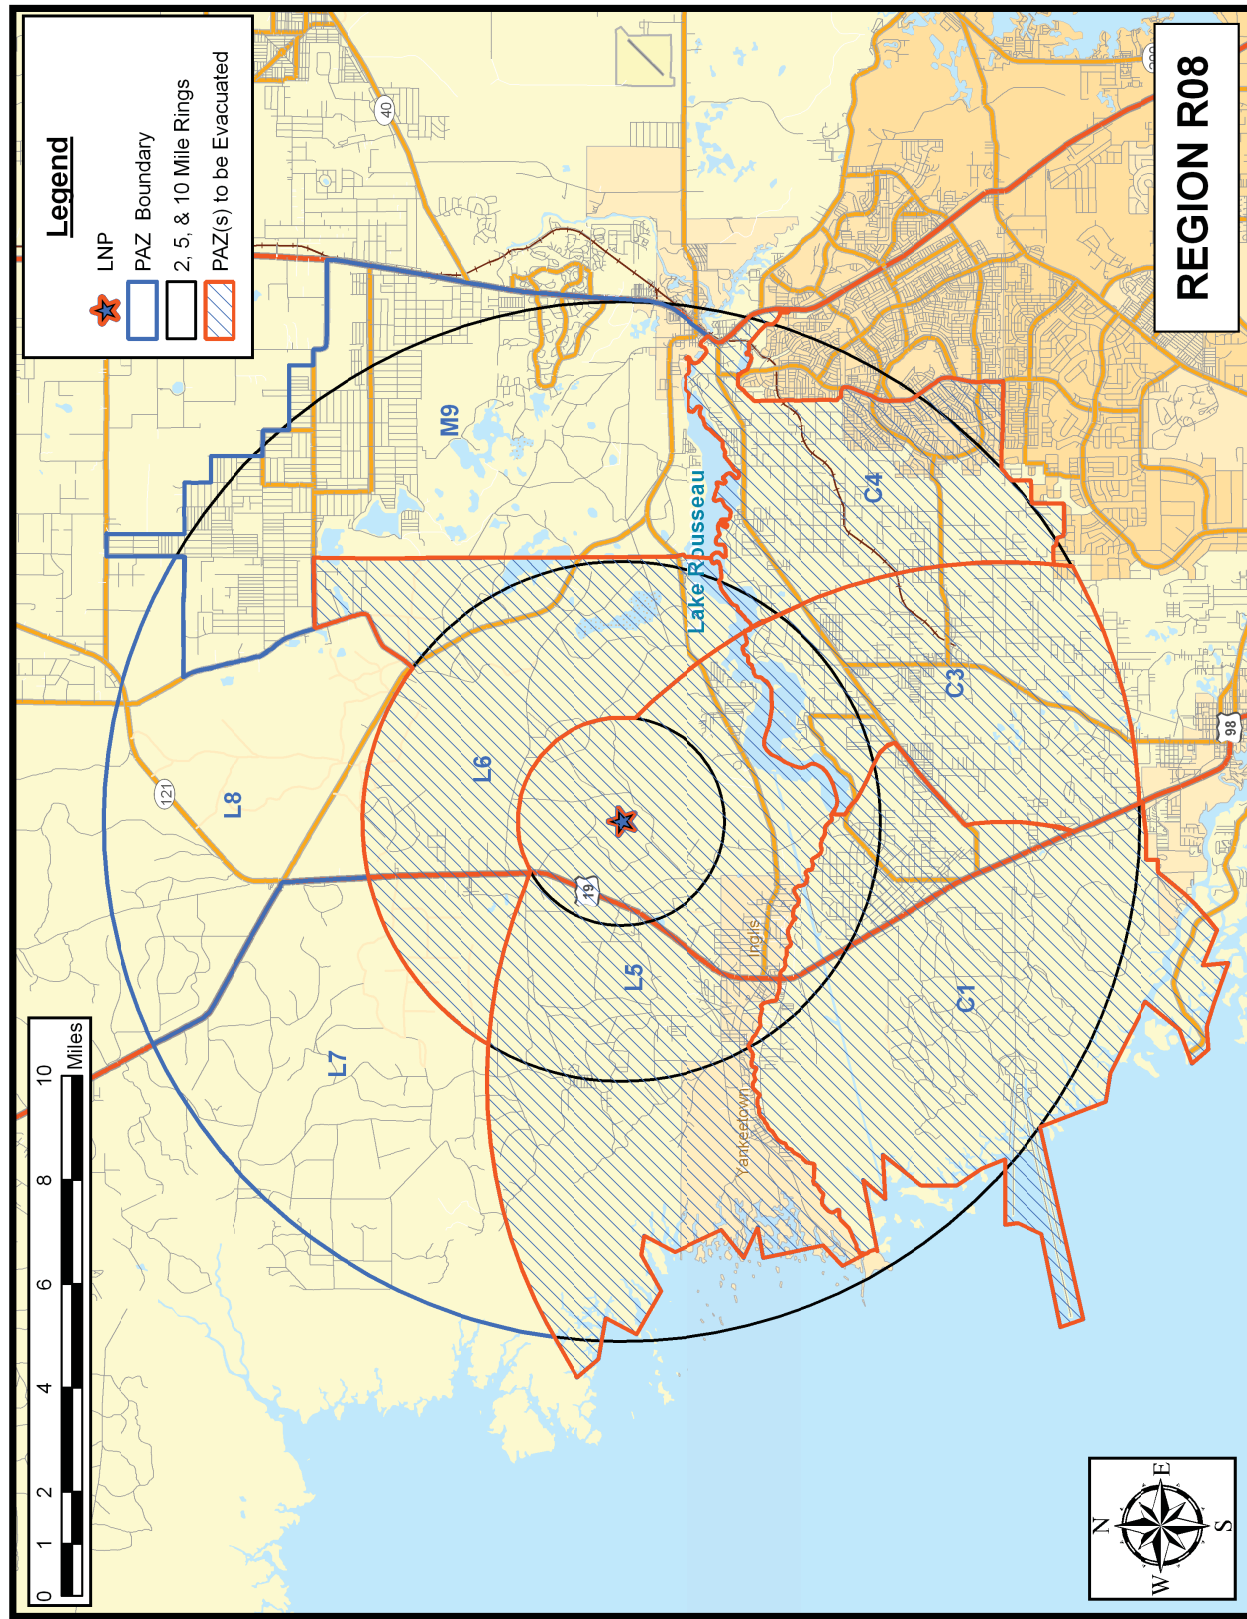 Legend
LNP
PAZ Boundary
2, 5, & 10 Mile Rings
PAZ(s) to be Evacuated
40
M9
121
L8
L6
Lake Rousseau
C4
C3
98
REGION R08
19
L5
Inglis
C1
L7
Yankeetown
0 1 2 4 6 8 10
Miles
N
W E
S